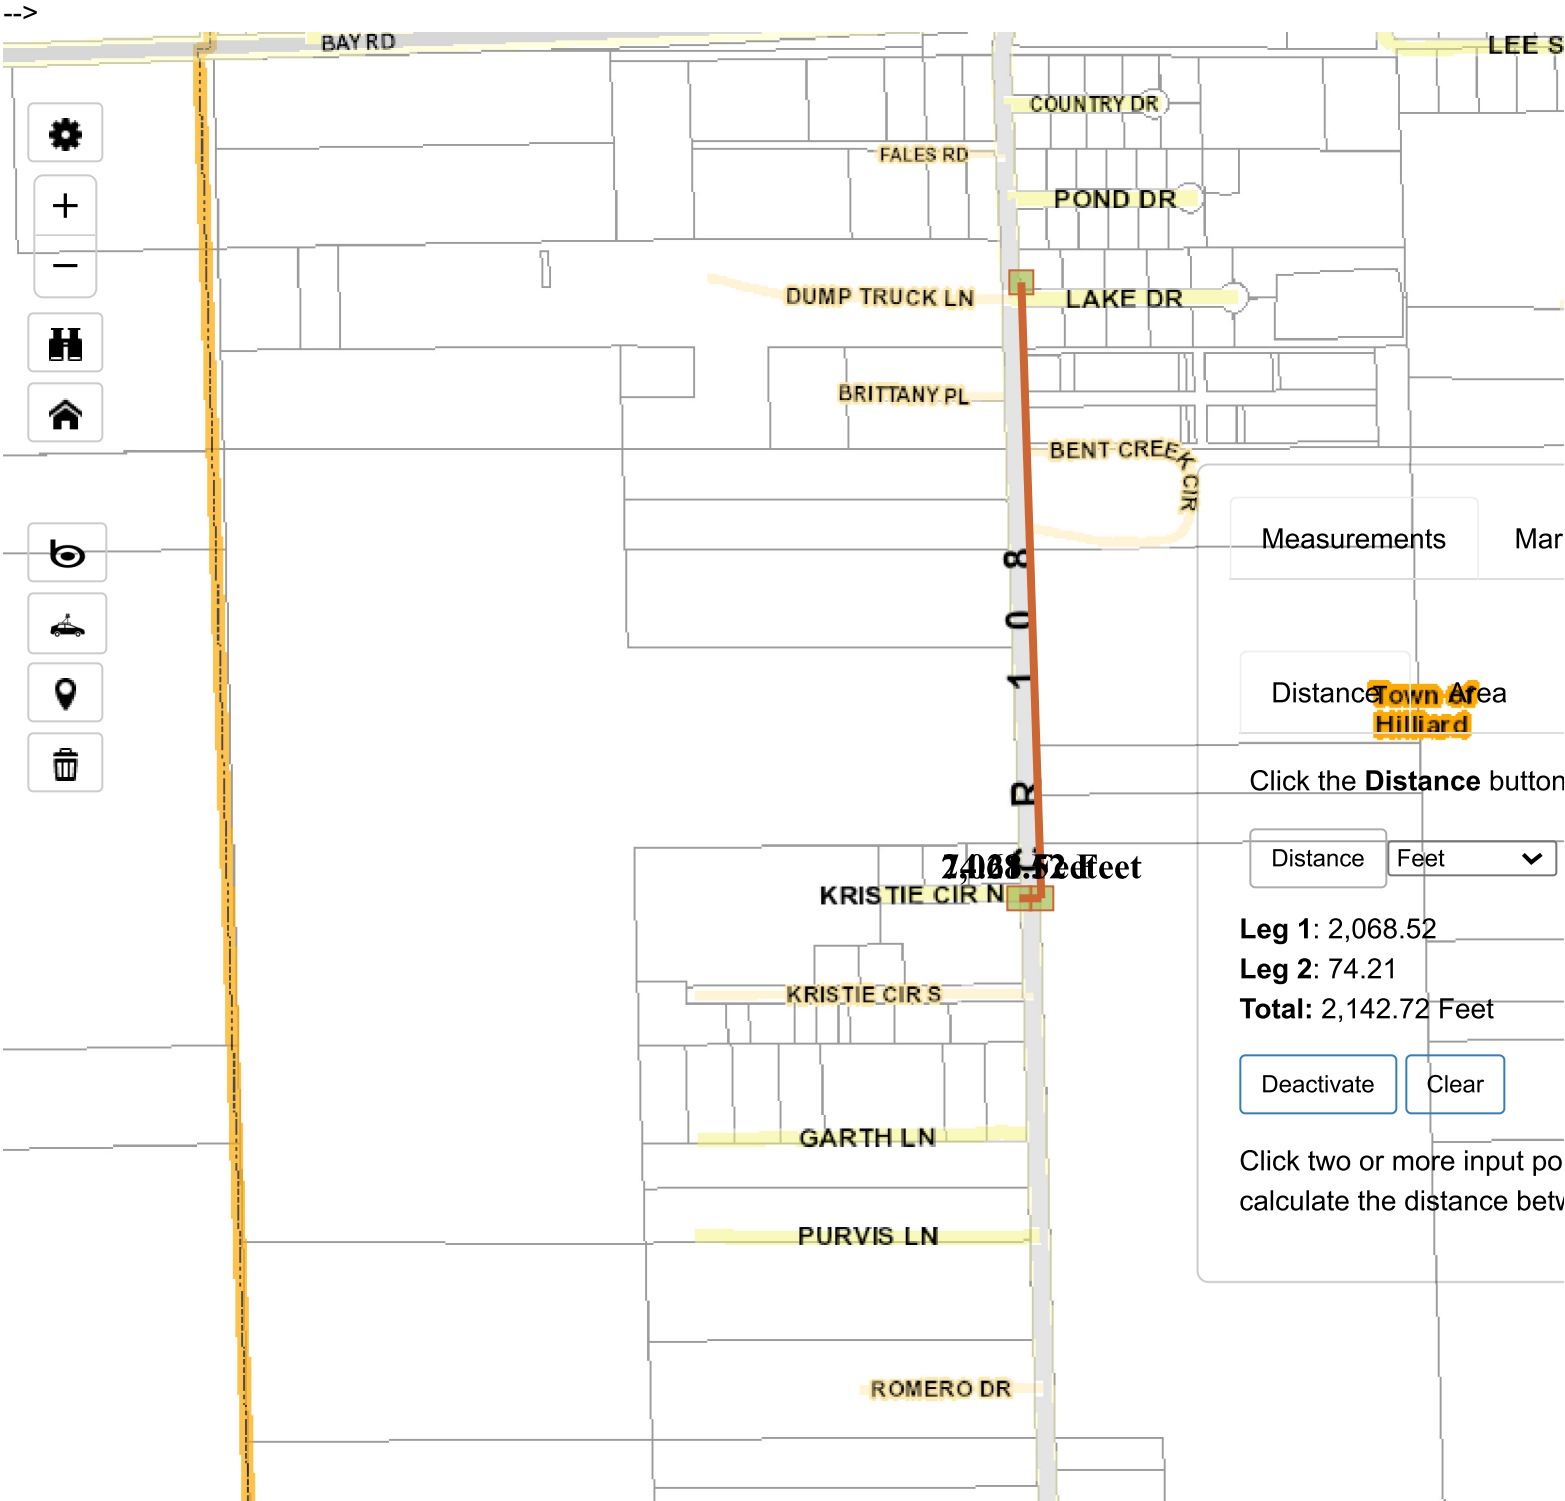 -->
BAY RD
LEE S
COUNTRY DR
FALES RD
POND DR
DUMP TRUCK LN
LAKE DR
BRITTANY PL
BENT CREEK CIR
Measurements
Mar
C R 1 0 8
Distance
Area
Town of
Hilliard
Click the Distance button
Distance
Feet
KRISTIE CIR N
Leg 1: 2,068.52
Leg 2: 74.21
Total: 2,142.72 Feet
KRISTIE CIR S
Deactivate
Clear
GARTH LN
Click two or more input po
calculate the distance betw
PURVIS LN
ROMERO DR